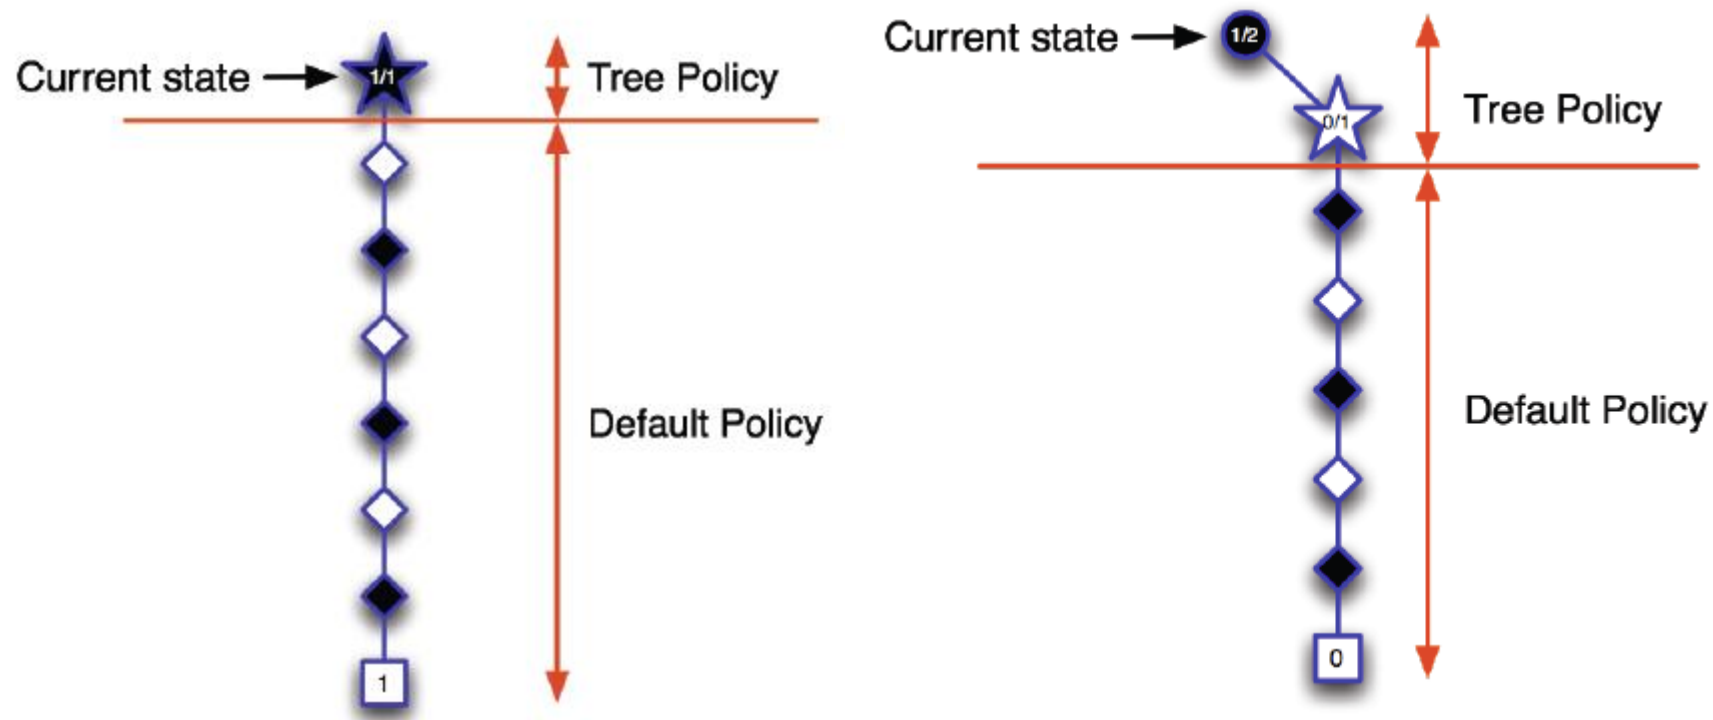 Current state
1/1
Tree Policy
Default Policy
1
Current state
1/2
0/1
Tree Policy
Default Policy
0